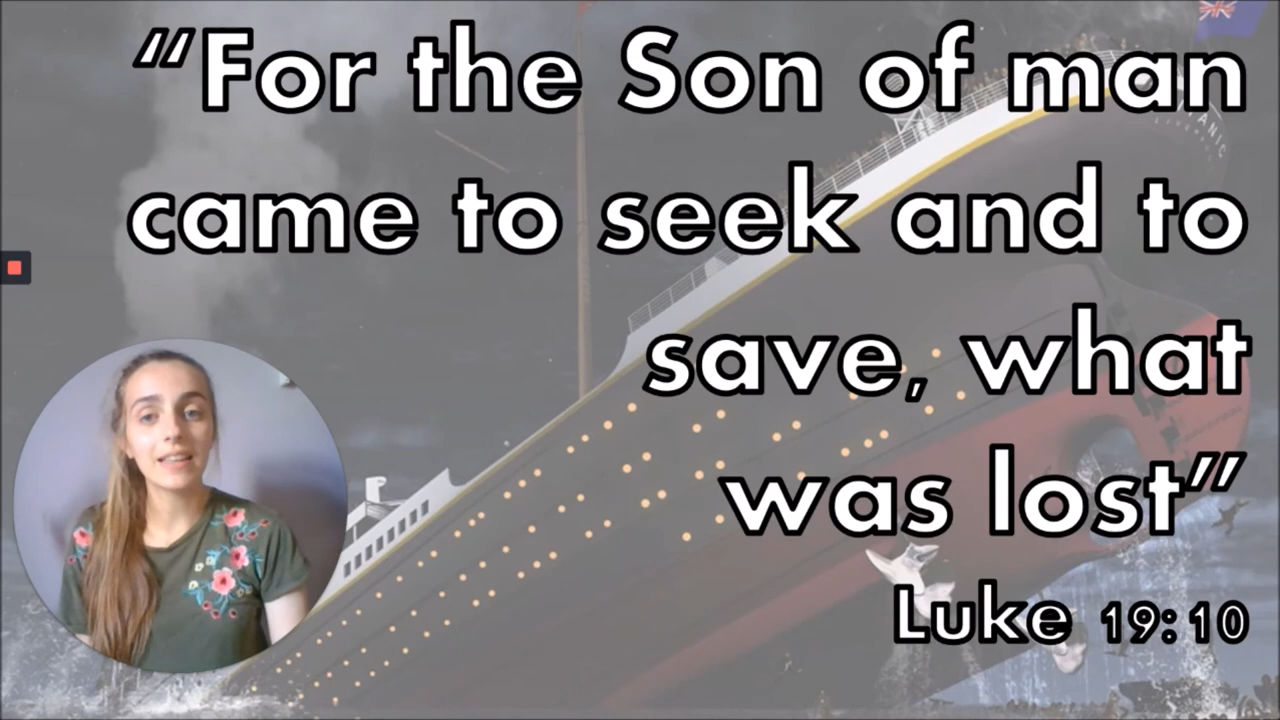 “For the Son of man
came to seek and to
save, what
was lost”
Luke 19:10